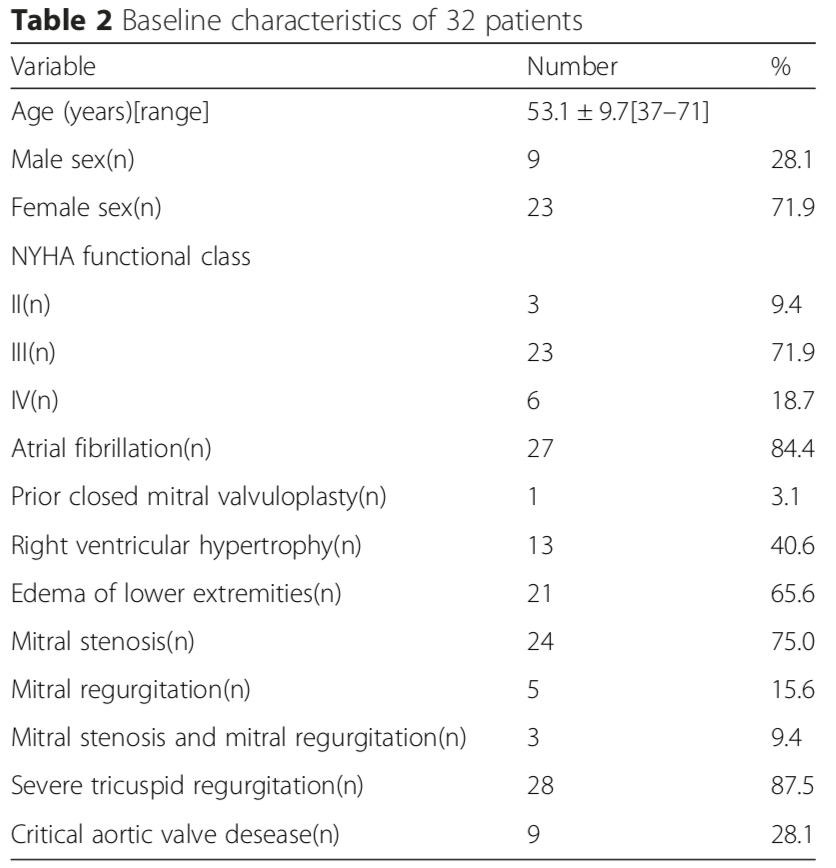 Table 2 Baseline characteristics of 32 patients
Variable Number %
Age (years)[range] 53.1 ± 9.7[37–71]
Male sex(n) 9 28.1
Female sex(n) 23 71.9
NYHA functional class
II(n) 3 9.4
III(n) 23 71.9
IV(n) 6 18.7
Atrial fibrillation(n) 27 84.4
Prior closed mitral valvuloplasty(n) 1 3.1
Right ventricular hypertrophy(n) 13 40.6
Edema of lower extremities(n) 21 65.6
Mitral stenosis(n) 24 75.0
Mitral regurgitation(n) 5 15.6
Mitral stenosis and mitral regurgitation(n) 3 9.4
Severe tricuspid regurgitation(n) 28 87.5
Critical aortic valve desease(n) 9 28.1